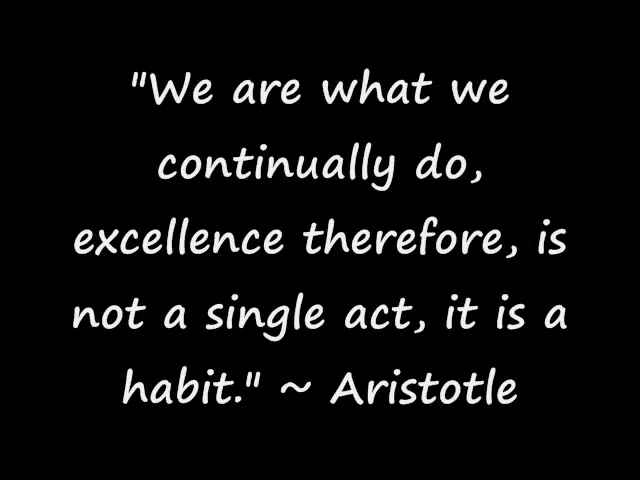 "We are what we
continually do,
excellence therefore, is
not a single act, it is a
habit." ~ Aristotle